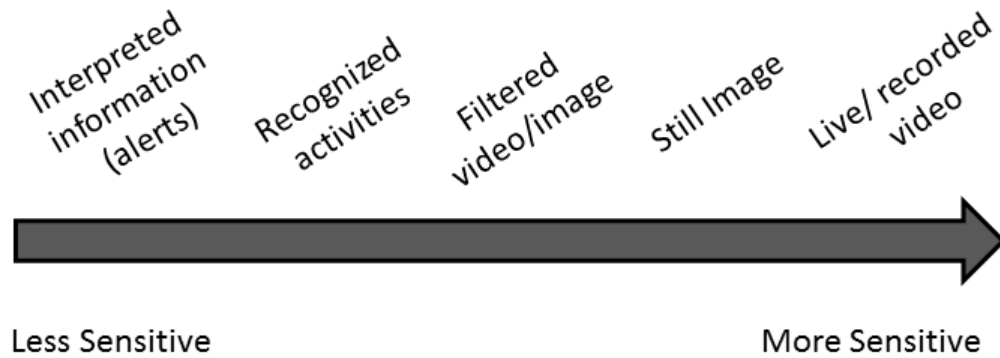 Interpreted
information
(alerts)
Recognized
activities
Filtered
video/image
Still Image
Live/ recorded
video
Less Sensitive
More Sensitive